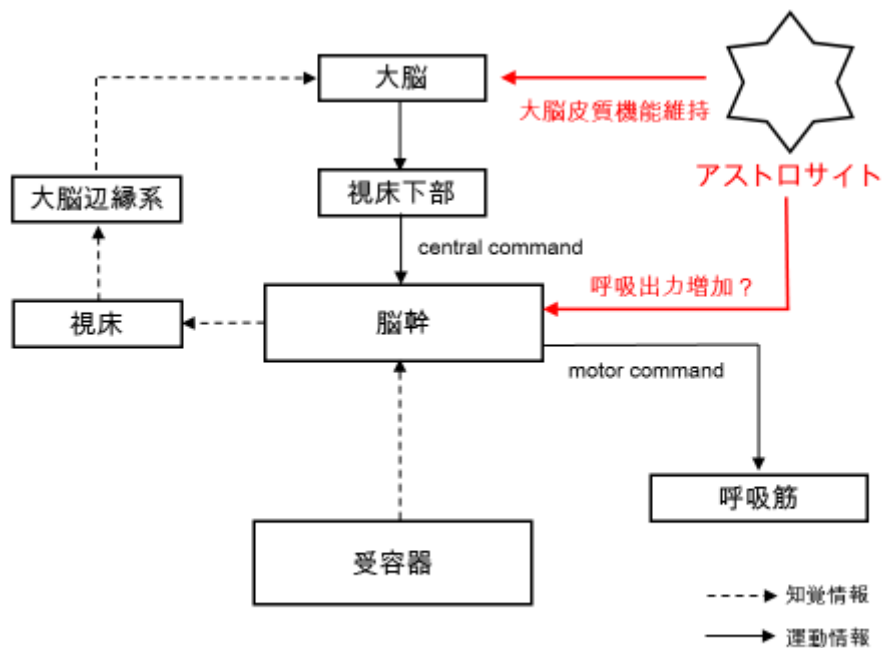 大脳
大脳皮質機能維持
アストロサイト
大脳辺縁系
視床下部
central command
呼吸出力増加？
視床
脳幹
motor command
呼吸筋
受容器
知覚情報
運動情報